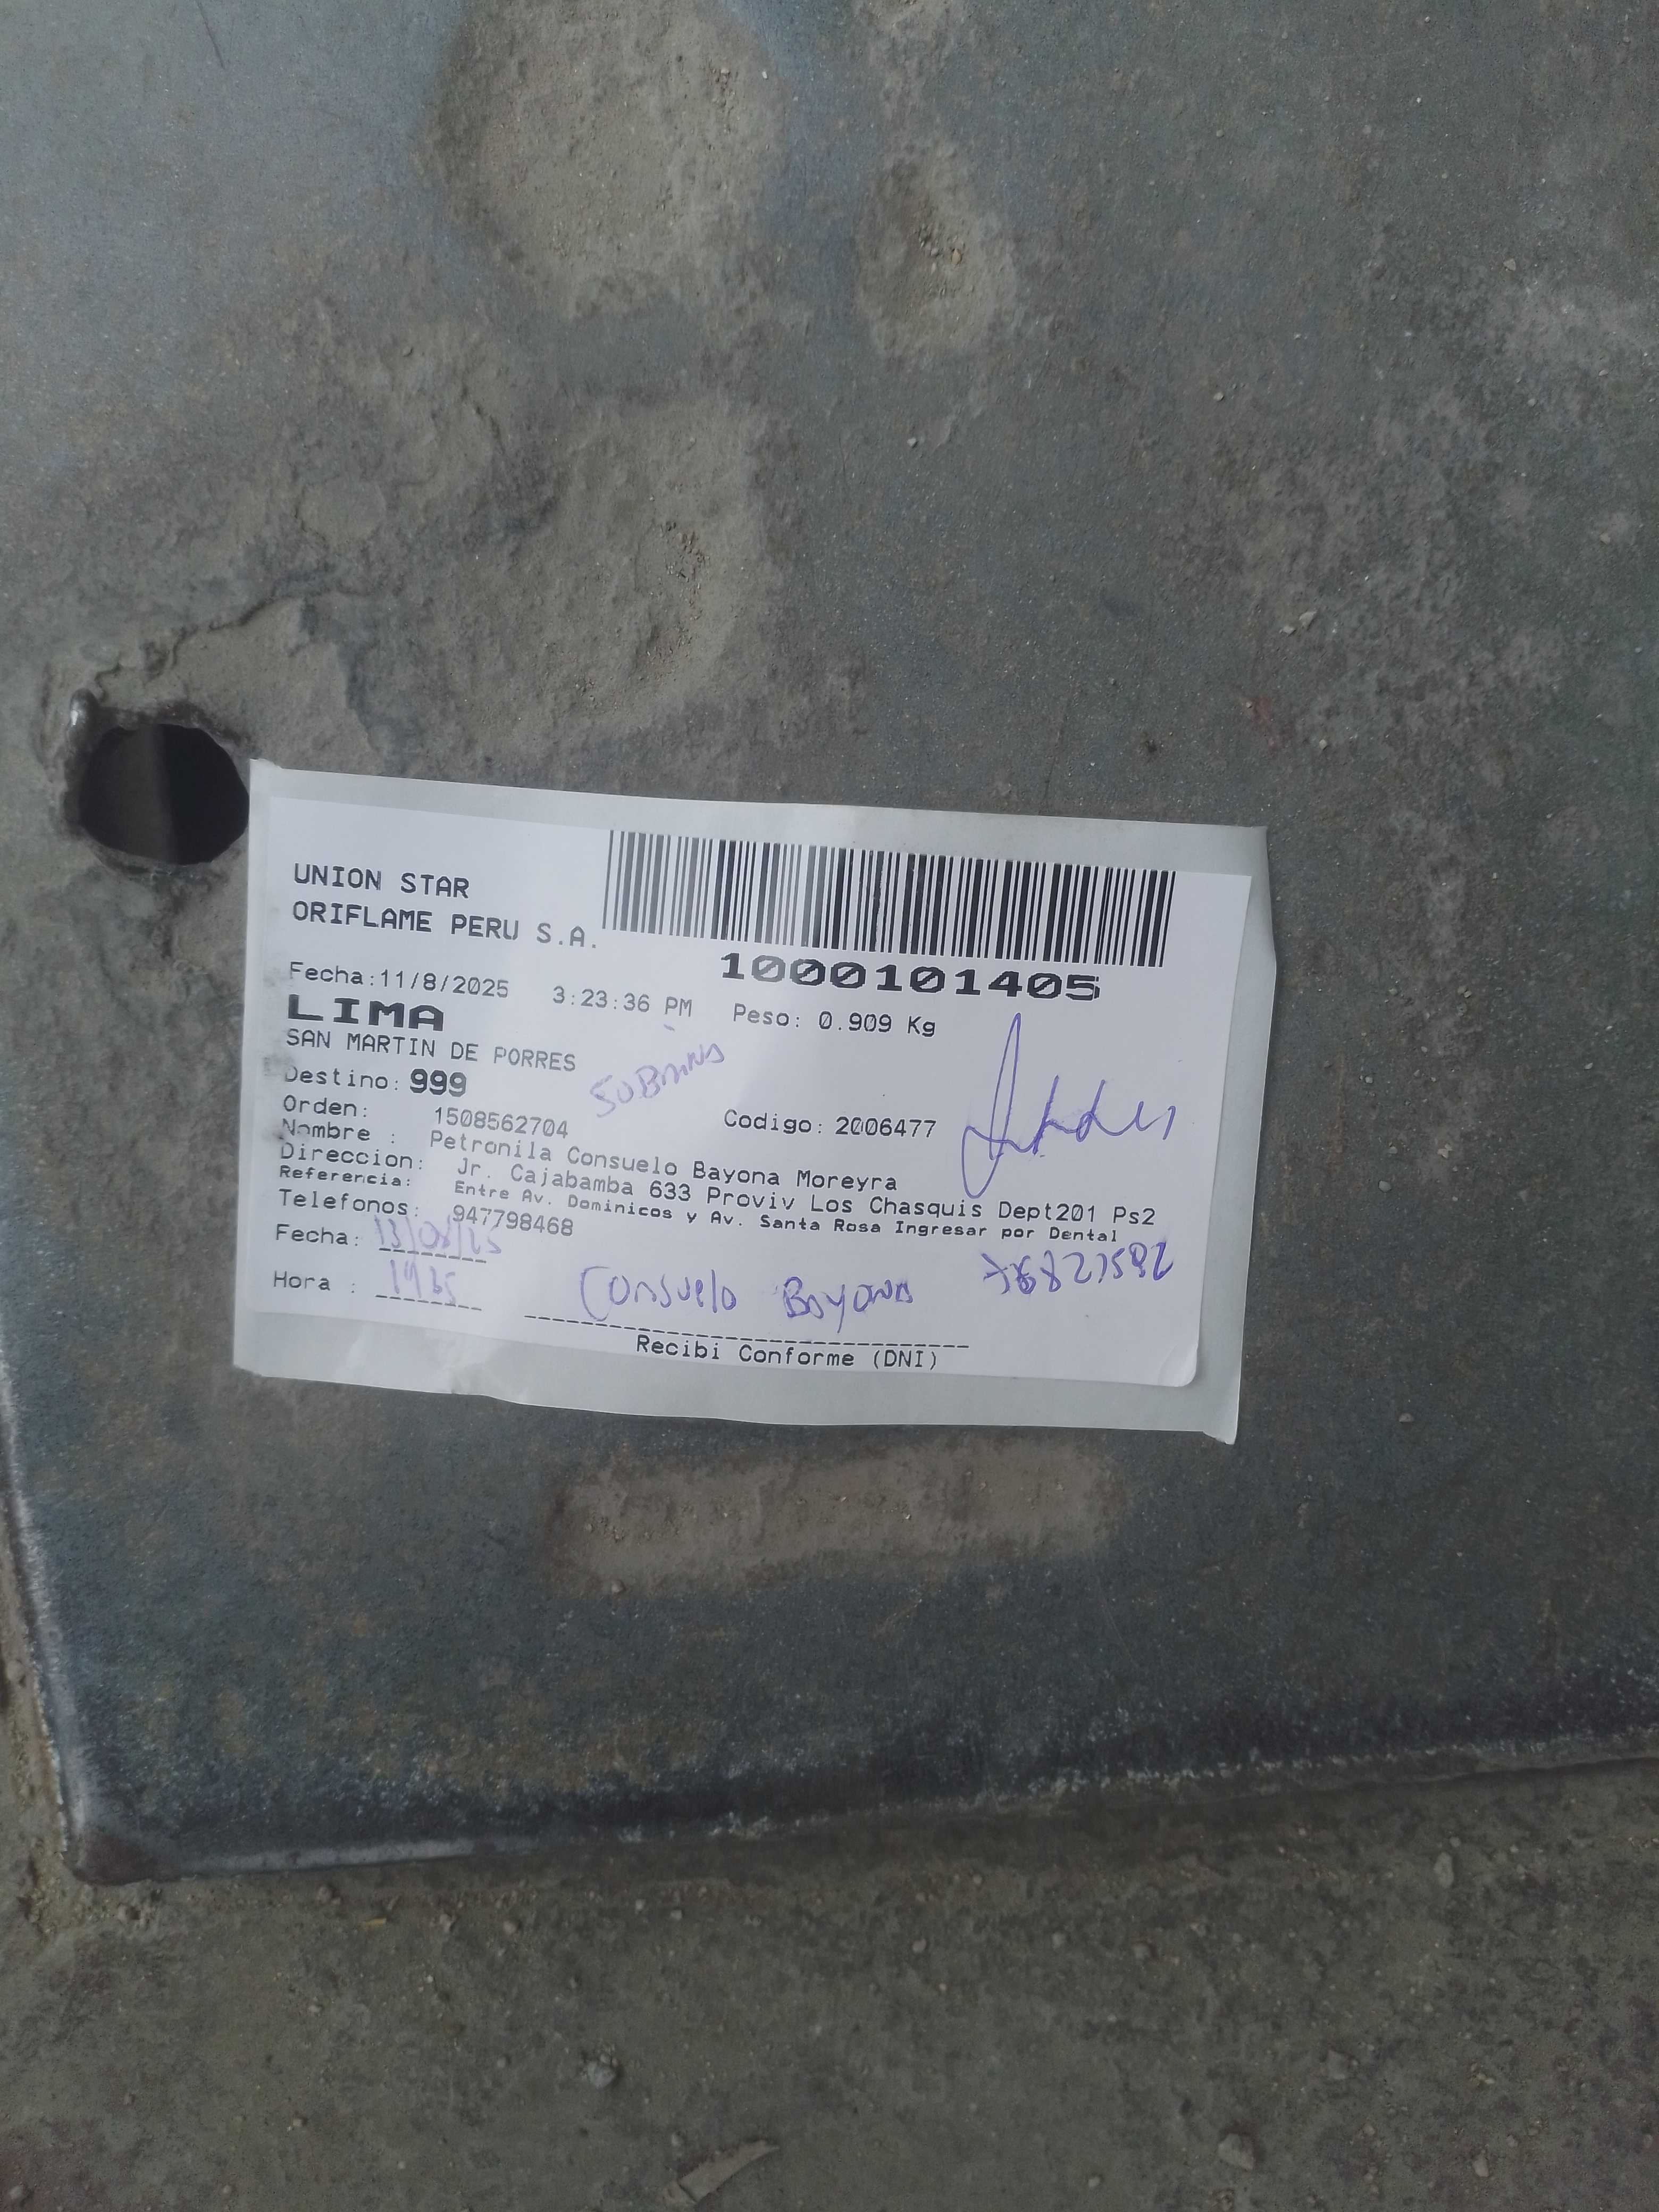 UNION STAR
ORIFLAME PERU S.A.
1000101405
Fecha:11/8/2025 3:23:36 PM Peso: 0.909 Kg
LIMA
SAN MARTIN DE PORRES
Destino: 999
Orden: 1508562704 Codigo: 2006477
Nombre : Petronila Consuelo Bayona Moreyra
Direccion: Jr. Cajabamba 633 Proviv Los Chasquis Dept201 Ps2
Referencia: Entre Av. Dominicos y Av. Santa Rosa Ingresar por Dental
Telefonos: 947798468
Fecha: 13/08/25
Hora :
Consuelo Bayona
Recibi Conforme (DNI)